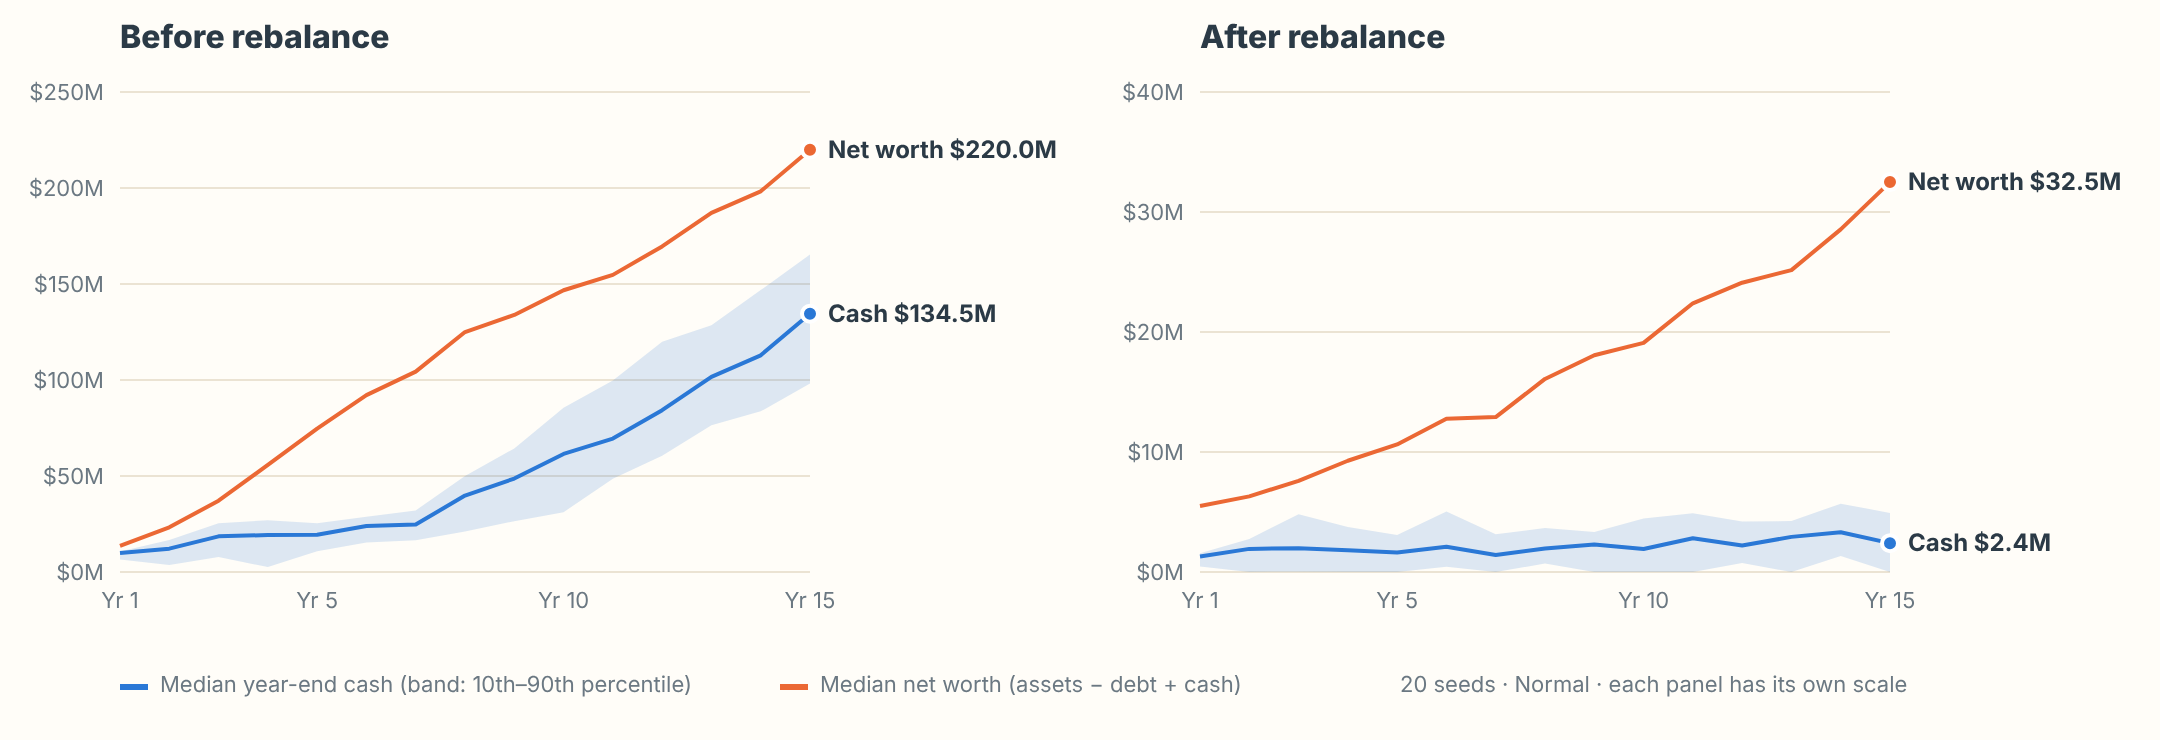 Before rebalance
$250M
$200M
$150M
$100M
$50M
$0M
Yr 1 Yr 5 Yr 10 Yr 15
Net worth $220.0M
Cash $134.5M
After rebalance
$40M
$30M
$20M
$10M
$0M
Yr 1 Yr 5 Yr 10 Yr 15
Net worth $32.5M
Cash $2.4M
Median year-end cash (band: 10th–90th percentile)
Median net worth (assets − debt + cash)
20 seeds · Normal · each panel has its own scale